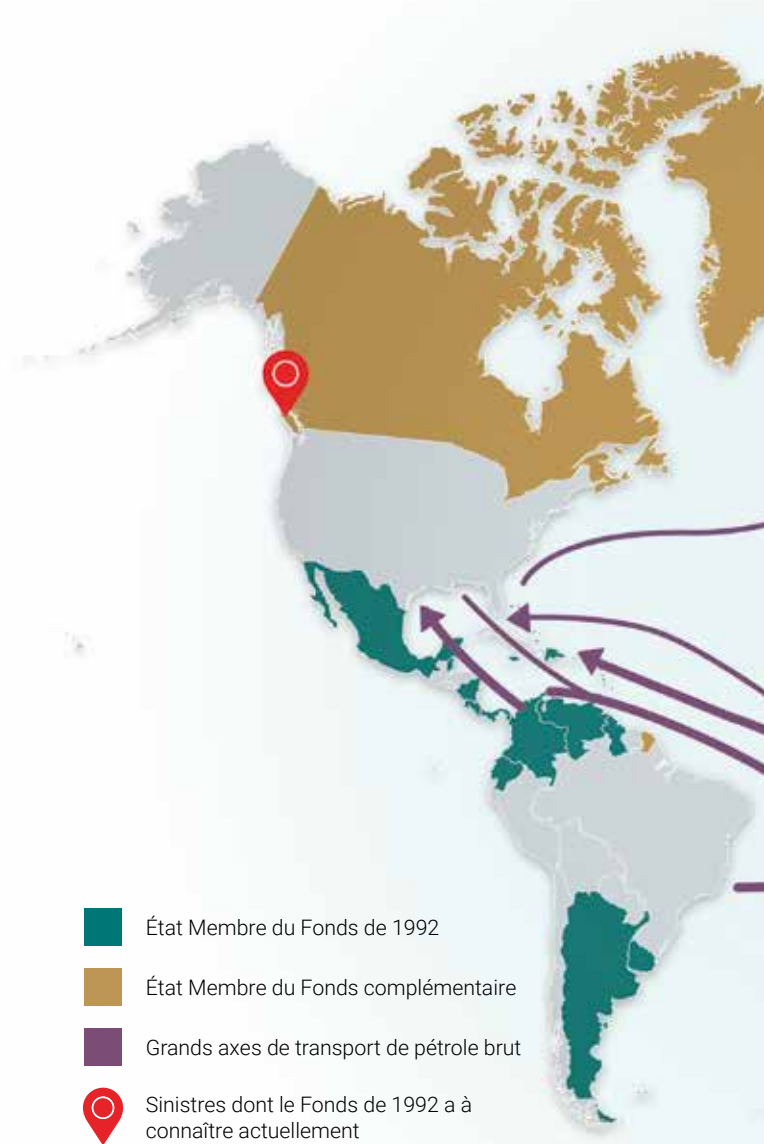 État Membre du Fonds de 1992
État Membre du Fonds complémentaire
Grands axes de transport de pétrole brut
Sinistres dont le Fonds de 1992 a à
connaître actuellement